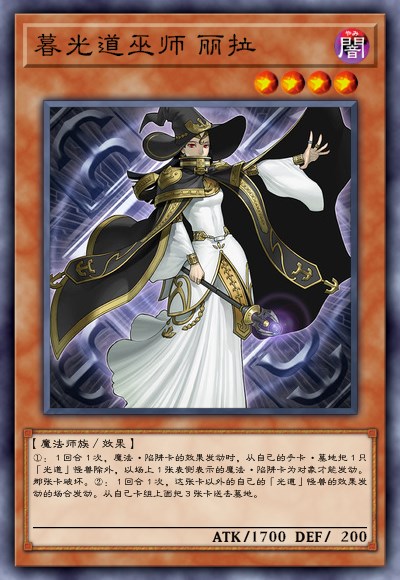 暮光道巫师 丽拉
やみ
闇
【魔法师族/效果】
①：1回合1次，魔法·陷阱卡的效果发动时，从自己的手卡·墓地把1只
「光道」怪兽除外，以场上1张表侧表示的魔法·陷阱卡为对象才能发动。
那张卡破坏。②：1回合1次，这张卡以外的自己的「光道」怪兽的效果发
动的场合发动。从自己卡组上面把3张卡送去墓地。
ATK/1700 DEF/ 200